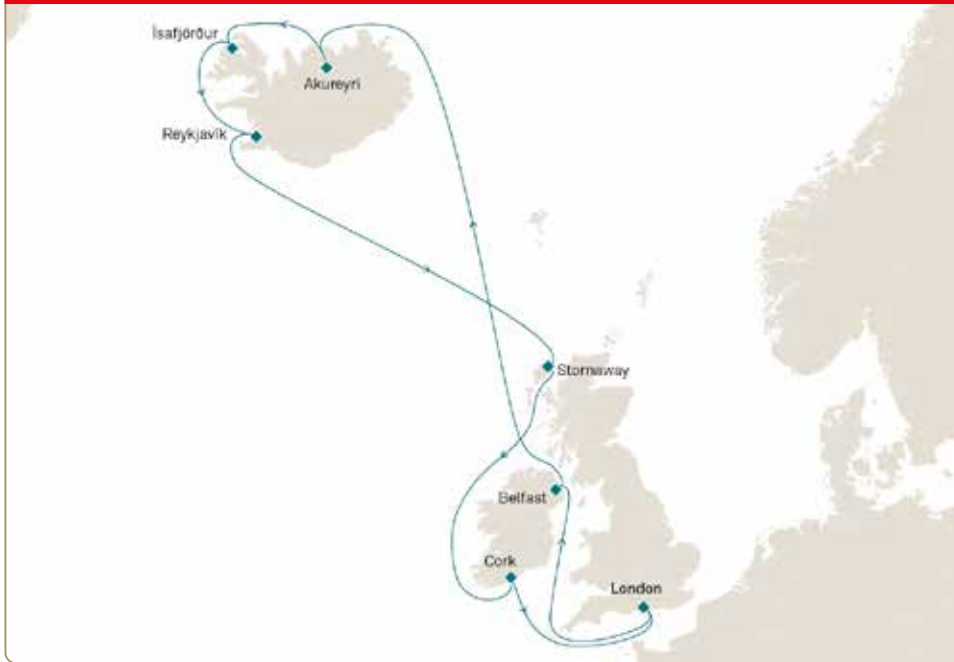 Ísafjörður
Akureyri
Reykjavík
Stornaway
Belfast
Cork
London